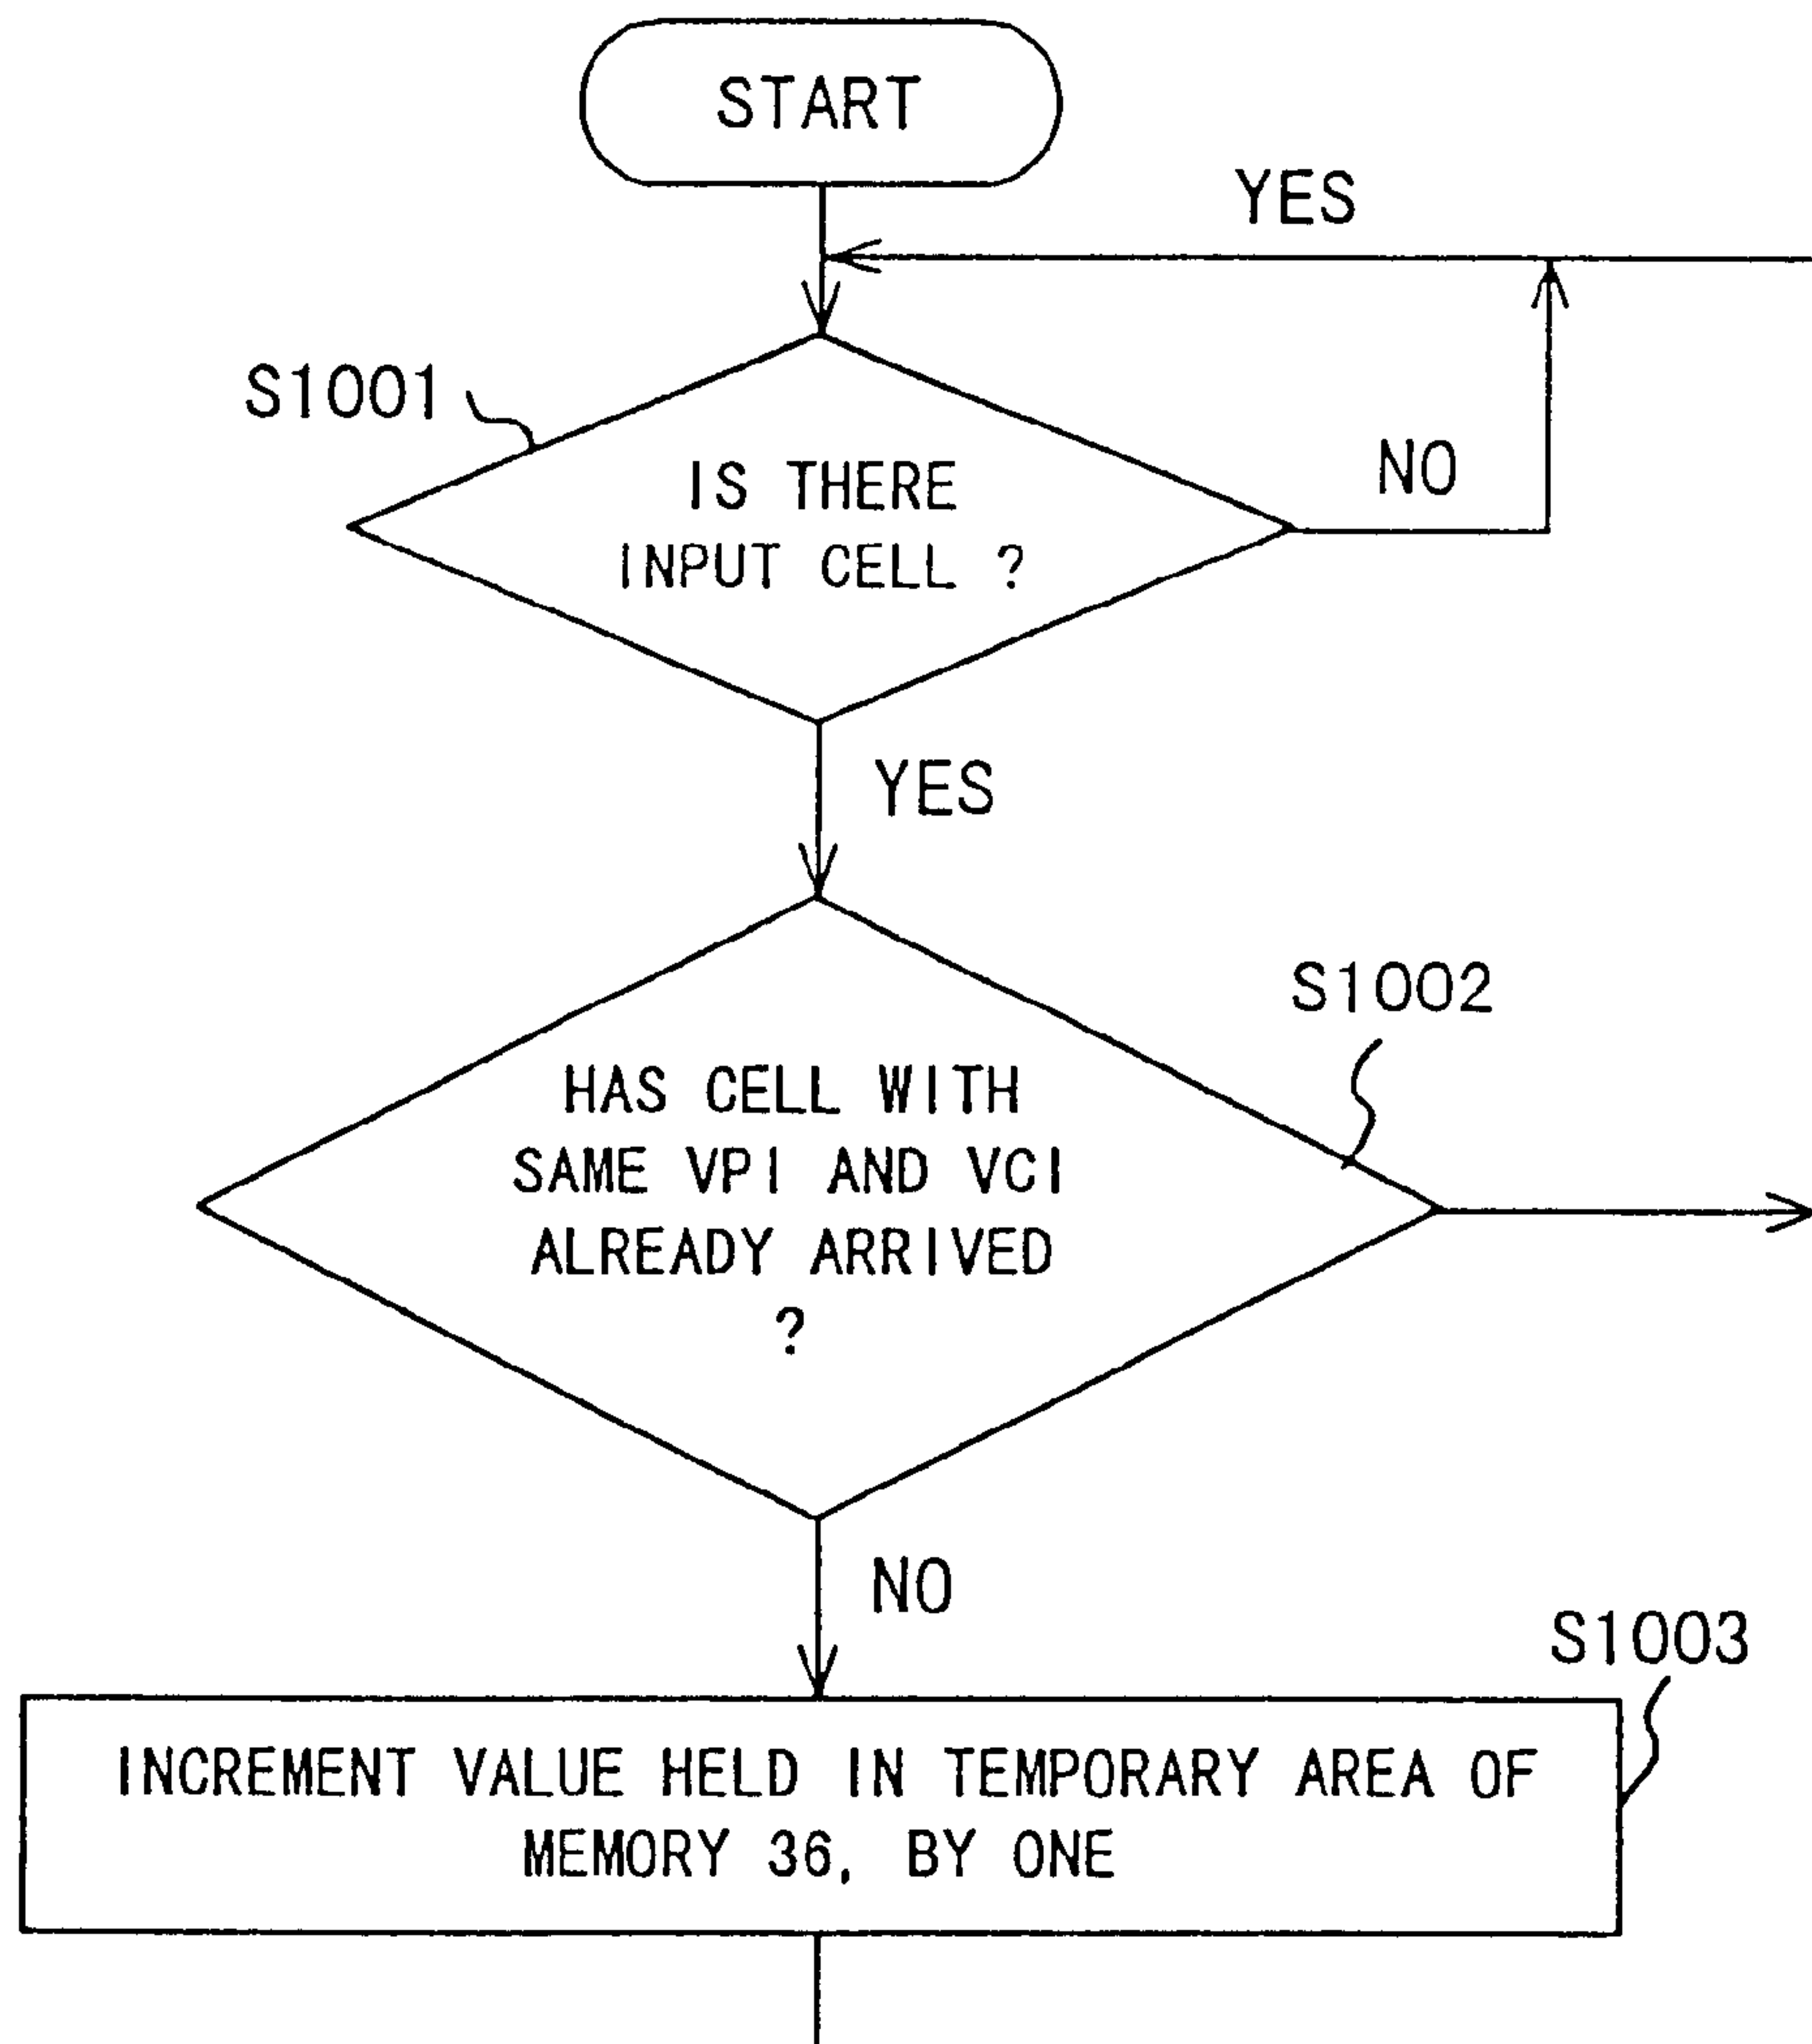 START
YES
S1001
IS THERE
INPUT CELL ?
NO
YES
S1002
HAS CELL WITH
SAME VPI AND VCI
ALREADY ARRIVED
?
NO
S1003
INCREMENT VALUE HELD IN TEMPORARY AREA OF
MEMORY 36, BY ONE